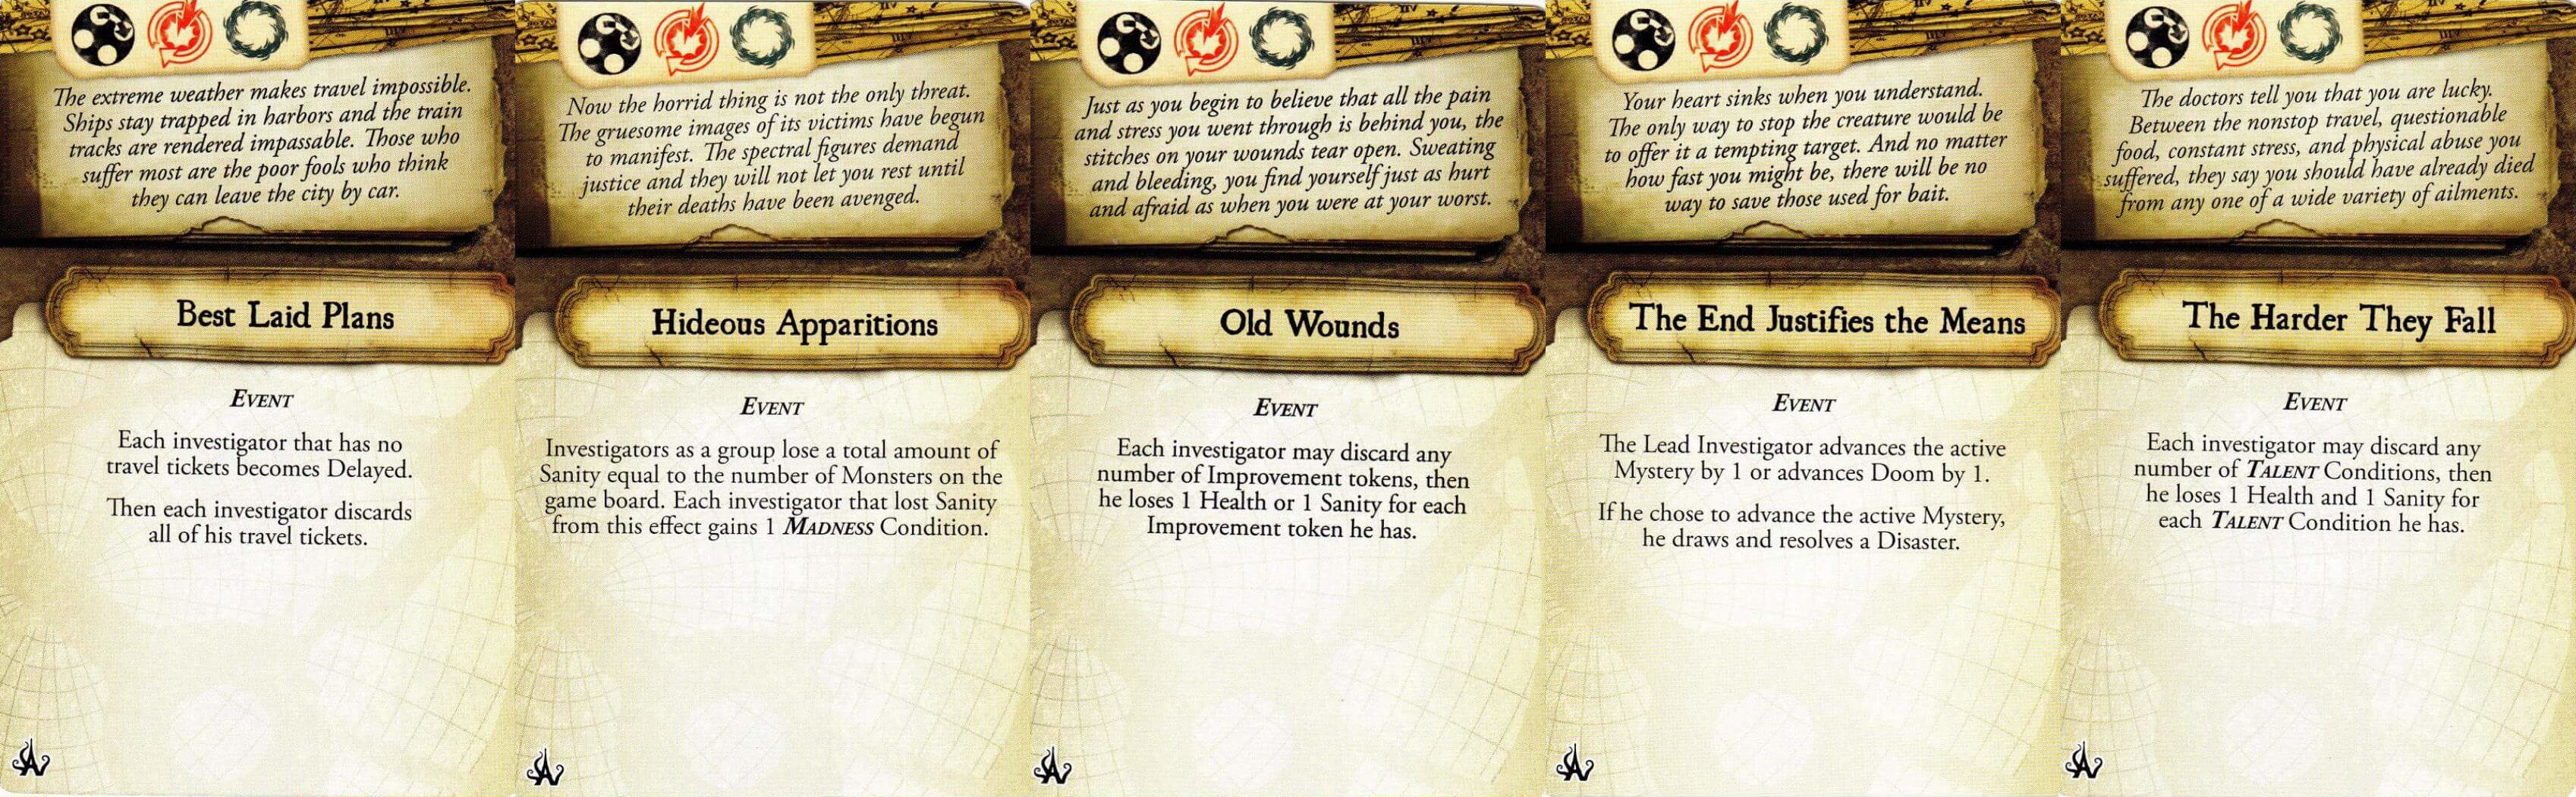 The extreme weather makes travel impossible.
Ships stay trapped in harbors and the train
tracks are rendered impassable. Those who
suffer most are the poor fools who think
they can leave the city by car.
Best Laid Plans
EVENT
Each investigator that has no
travel tickets becomes Delayed.
Then each investigator discards
all of his travel tickets.
Now the horrid thing is not the only threat.
The gruesome images of its victims have begun
to manifest. The spectral figures demand
justice and they will not let you rest until
their deaths have been avenged.
Hideous Apparitions
EVENT
Investigators as a group lose a total amount of
Sanity equal to the number of Monsters on the
game board. Each investigator that lost Sanity
from this effect gains 1 MADNESS Condition.
Just as you begin to believe that all the pain
and stress you went through is behind you, the
stitches on your wounds tear open. Sweating
and bleeding, you find yourself just as hurt
and afraid as when you were at your worst.
Old Wounds
EVENT
Each investigator may discard any
number of Improvement tokens, then
he loses 1 Health or 1 Sanity for each
Improvement token he has.
Your heart sinks when you understand.
The only way to stop the creature would be
to offer it a tempting target. And no matter
how fast you might be, there will be no
way to save those used for bait.
The End Justifies the Means
EVENT
The Lead Investigator advances the active
Mystery by 1 or advances Doom by 1.
If he chose to advance the active Mystery,
he draws and resolves a Disaster.
The doctors tell you that you are lucky.
Between the nonstop travel, questionable
food, constant stress, and physical abuse you
suffered, they say you should have already died
from any one of a wide variety of ailments.
The Harder They Fall
EVENT
Each investigator may discard any
number of TALENT Conditions, then
he loses 1 Health and 1 Sanity for
each TALENT Condition he has.